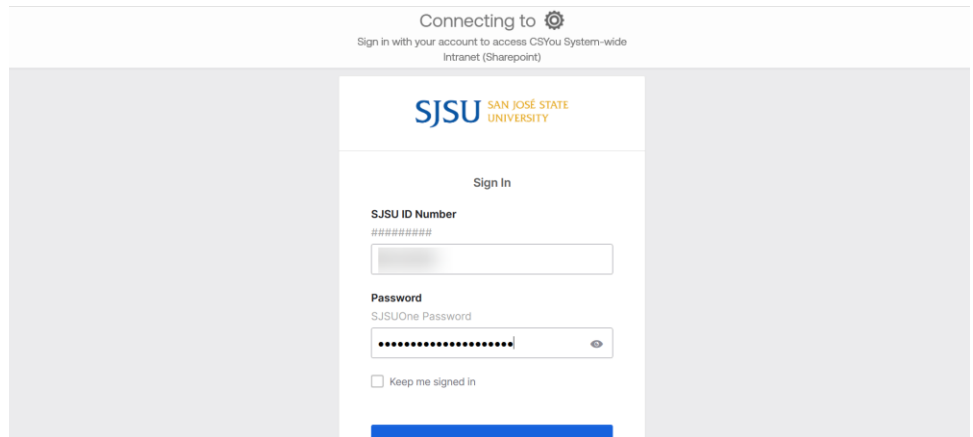 Connecting to
Sign in with your account to access CSYou System-wide
Intranet (Sharepoint)
SJSU SAN JOSÉ STATE
UNIVERSITY
Sign In
SJSU ID Number
#########
Password
SJSUOne Password
•••••••••••••••••••••
Keep me signed in